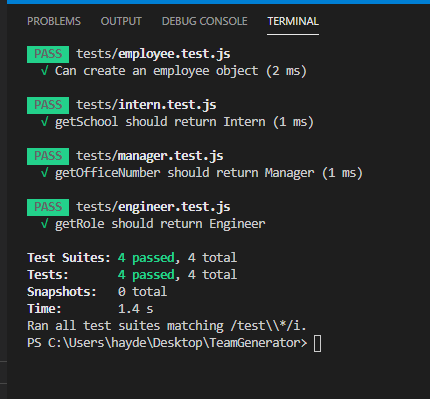 PROBLEMS OUTPUT DEBUG CONSOLE TERMINAL
PASS tests/employee.test.js
√ Can create an employee object (2 ms)
PASS tests/intern.test.js
√ getSchool should return Intern (1 ms)
PASS tests/manager.test.js
√ getOfficeNumber should return Manager (1 ms)
PASS tests/engineer.test.js
√ getRole should return Engineer
Test Suites: 4 passed, 4 total
Tests: 4 passed, 4 total
Snapshots: 0 total
Time: 1.4 s
Ran all test suites matching /test\\*/i.
PS C:\Users\hayde\Desktop\TeamGenerator>